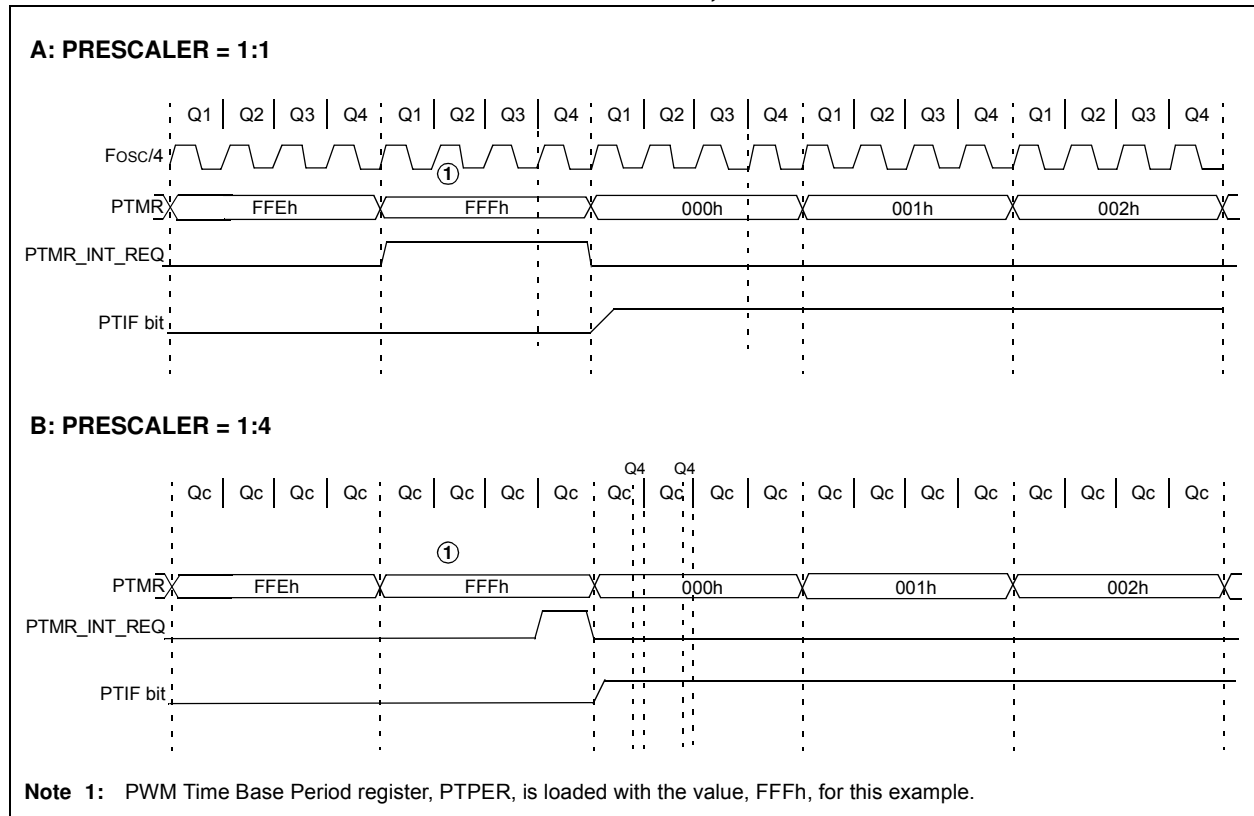 A: PRESCALER = 1:1
Q1 Q2 Q3 Q4 Q1 Q2 Q3 Q4 Q1 Q2 Q3 Q4 Q1 Q2 Q3 Q4 Q1 Q2 Q3 Q4
FOSC/4
1
PTMR FFEh FFFh 000h 001h 002h
PTMR_INT_REQ
PTIF bit
B: PRESCALER = 1:4
Q4 Q4
Qc Qc Qc Qc Qc Qc Qc Qc Qc Qc Qc Qc Qc Qc Qc Qc Qc Qc Qc Qc
1
PTMR FFEh FFFh 000h 001h 002h
PTMR_INT_REQ
PTIF bit
Note 1: PWM Time Base Period register, PTPER, is loaded with the value, FFFh, for this example.